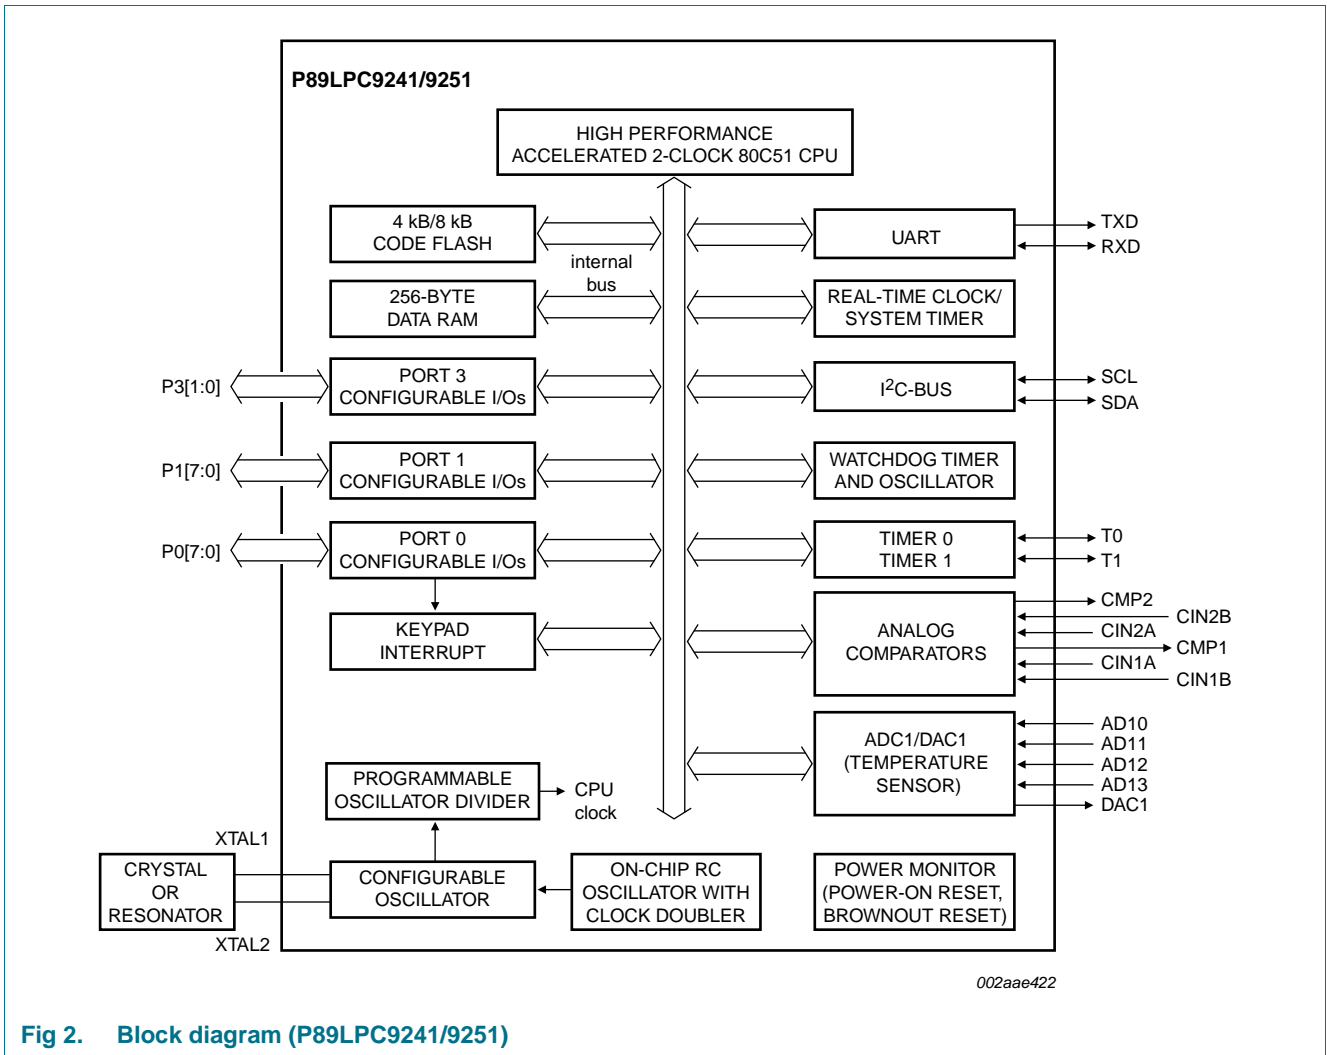 P89LPC9241/9251
HIGH PERFORMANCE
ACCELERATED 2-CLOCK 80C51 CPU
4 kB/8 kB
CODE FLASH
internal
bus
256-BYTE
DATA RAM
P3[1:0]
PORT 3
CONFIGURABLE I/Os
P1[7:0]
PORT 1
CONFIGURABLE I/Os
P0[7:0]
PORT 0
CONFIGURABLE I/Os
KEYPAD
INTERRUPT
PROGRAMMABLE
OSCILLATOR DIVIDER
CPU
clock
XTAL1
CRYSTAL
OR
RESONATOR
XTAL2
CONFIGURABLE
OSCILLATOR
ON-CHIP RC
OSCILLATOR WITH
CLOCK DOUBLER
UART
TXD
RXD
REAL-TIME CLOCK/
SYSTEM TIMER
I2C-BUS
SCL
SDA
WATCHDOG TIMER
AND OSCILLATOR
TIMER 0
TIMER 1
T0
T1
ANALOG
COMPARATORS
CMP2
CIN2B
CIN2A
CMP1
CIN1A
CIN1B
ADC1/DAC1
(TEMPERATURE
SENSOR)
AD10
AD11
AD12
AD13
DAC1
POWER MONITOR
(POWER-ON RESET,
BROWNOUT RESET)
002aae422
Fig 2. Block diagram (P89LPC9241/9251)